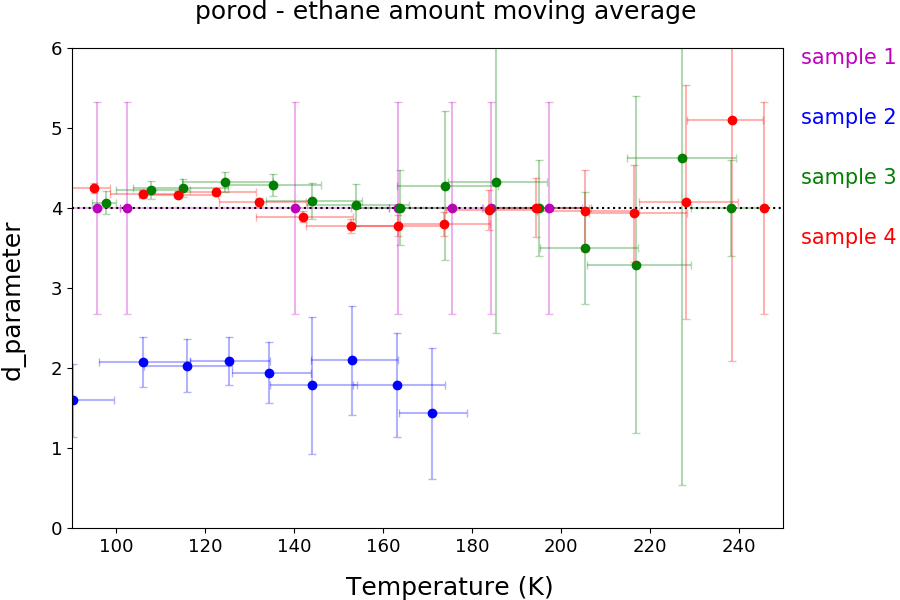 porod - ethane amount moving average
6
5
4
3
2
1
0
d_parameter
100 120 140 160 180 200 220 240
Temperature (K)
sample 1
sample 2
sample 3
sample 4